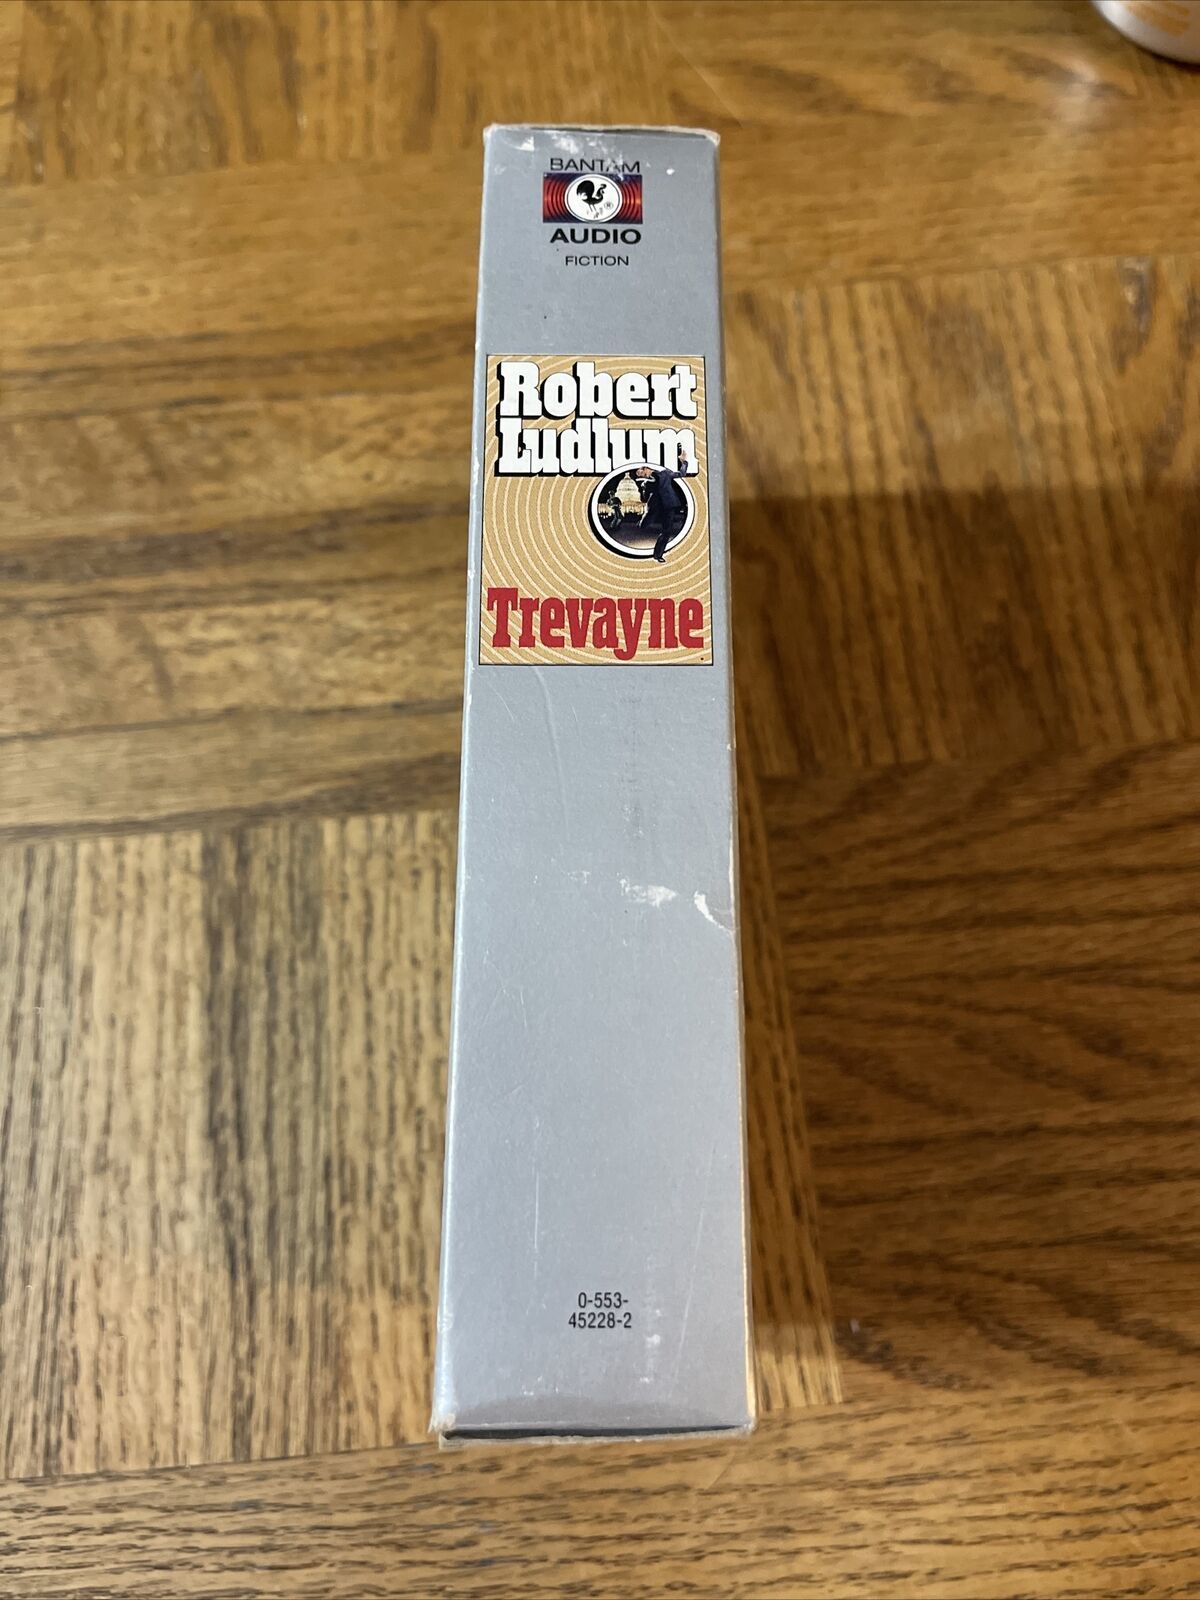 BANTAM
AUDIO
FICTION
Robert
Ludlum
Trevayne
0-553-
45228-2